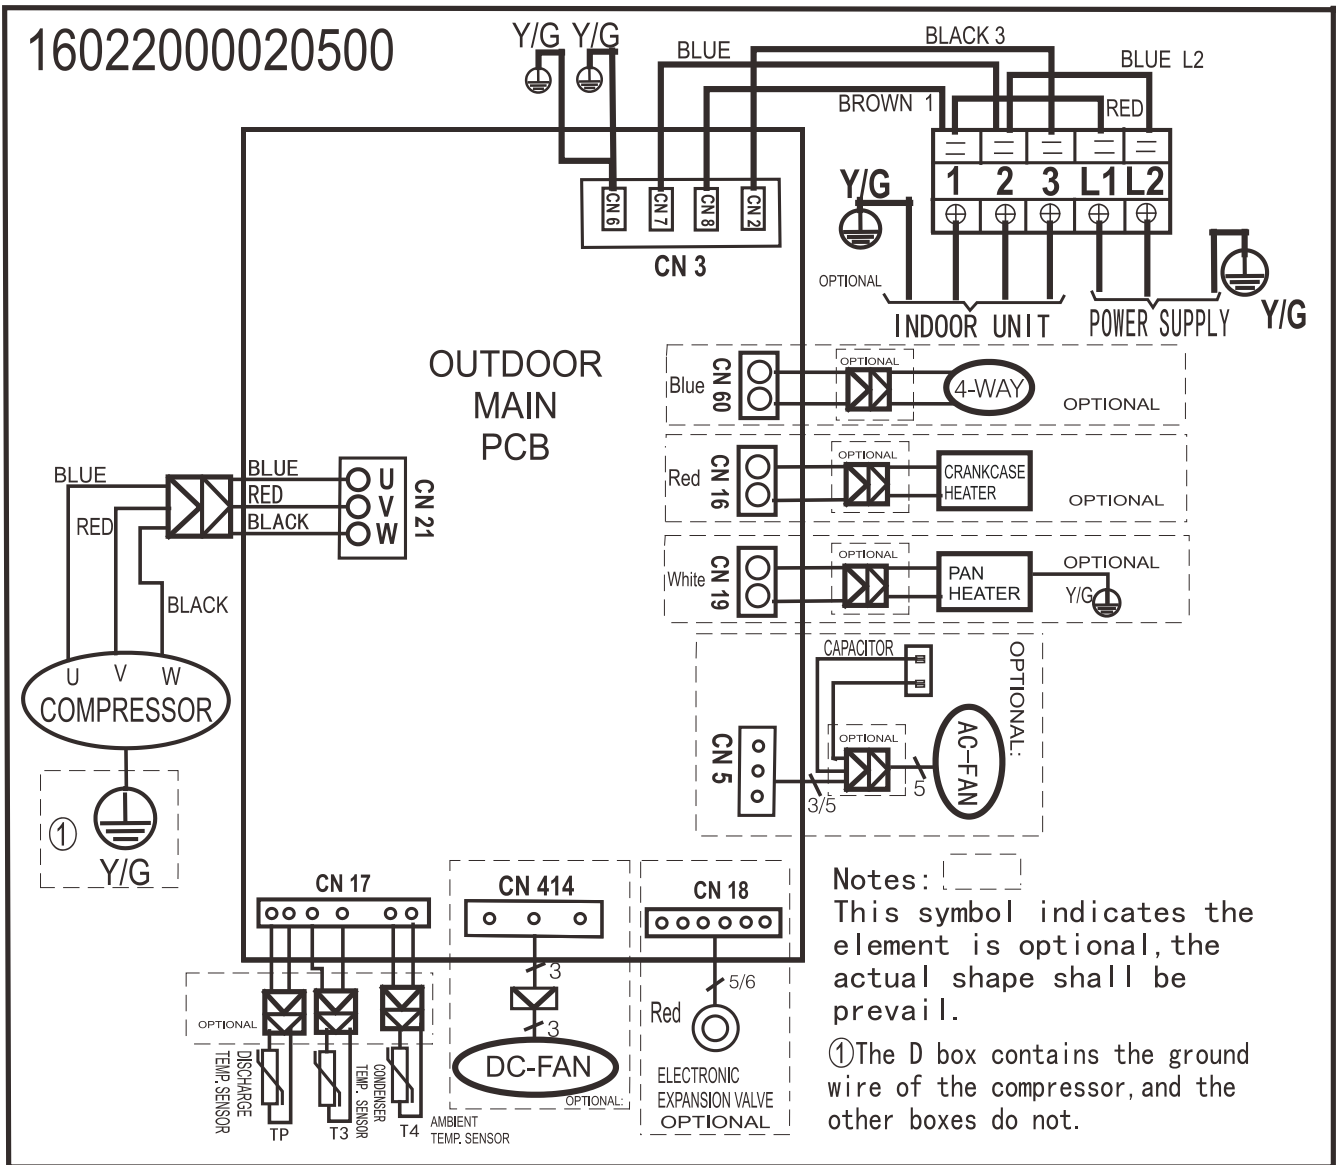 16022000020500
Y/G Y/G
BLUE
BLACK 3
BLUE L2
BROWN 1
RED
1 2 3 L1 L2
Y/G
OPTIONAL
INDOOR UNIT
POWER SUPPLY
Y/G
CN 6
CN 7
CN 8
CN 2
CN 3
OUTDOOR
MAIN
PCB
Blue
CN 60
OPTIONAL
4-WAY
OPTIONAL
Red
CN 16
OPTIONAL
CRANKCASE
HEATER
OPTIONAL
White
CN 19
OPTIONAL
PAN
HEATER
OPTIONAL
Y/G
BLUE
RED
BLACK
BLUE
RED
BLACK
U
V
W
CN 21
U V W
COMPRESSOR
①
Y/G
CAPACITOR
OPTIONAL:
CN 5
3/5
OPTIONAL
5
AC-FAN
CN 17
OPTIONAL
DISCHARGE
TEMP. SENSOR
TP
T3
CONDENSER
TEMP. SENSOR
T4
AMBIENT
TEMP. SENSOR
CN 414
3
3
DC-FAN
OPTIONAL:
CN 18
5/6
Red
ELECTRONIC
EXPANSION VALVE
OPTIONAL
Notes:
This symbol indicates the
element is optional,the
actual shape shall be
prevail.
①The D box contains the ground
wire of the compressor,and the
other boxes do not.